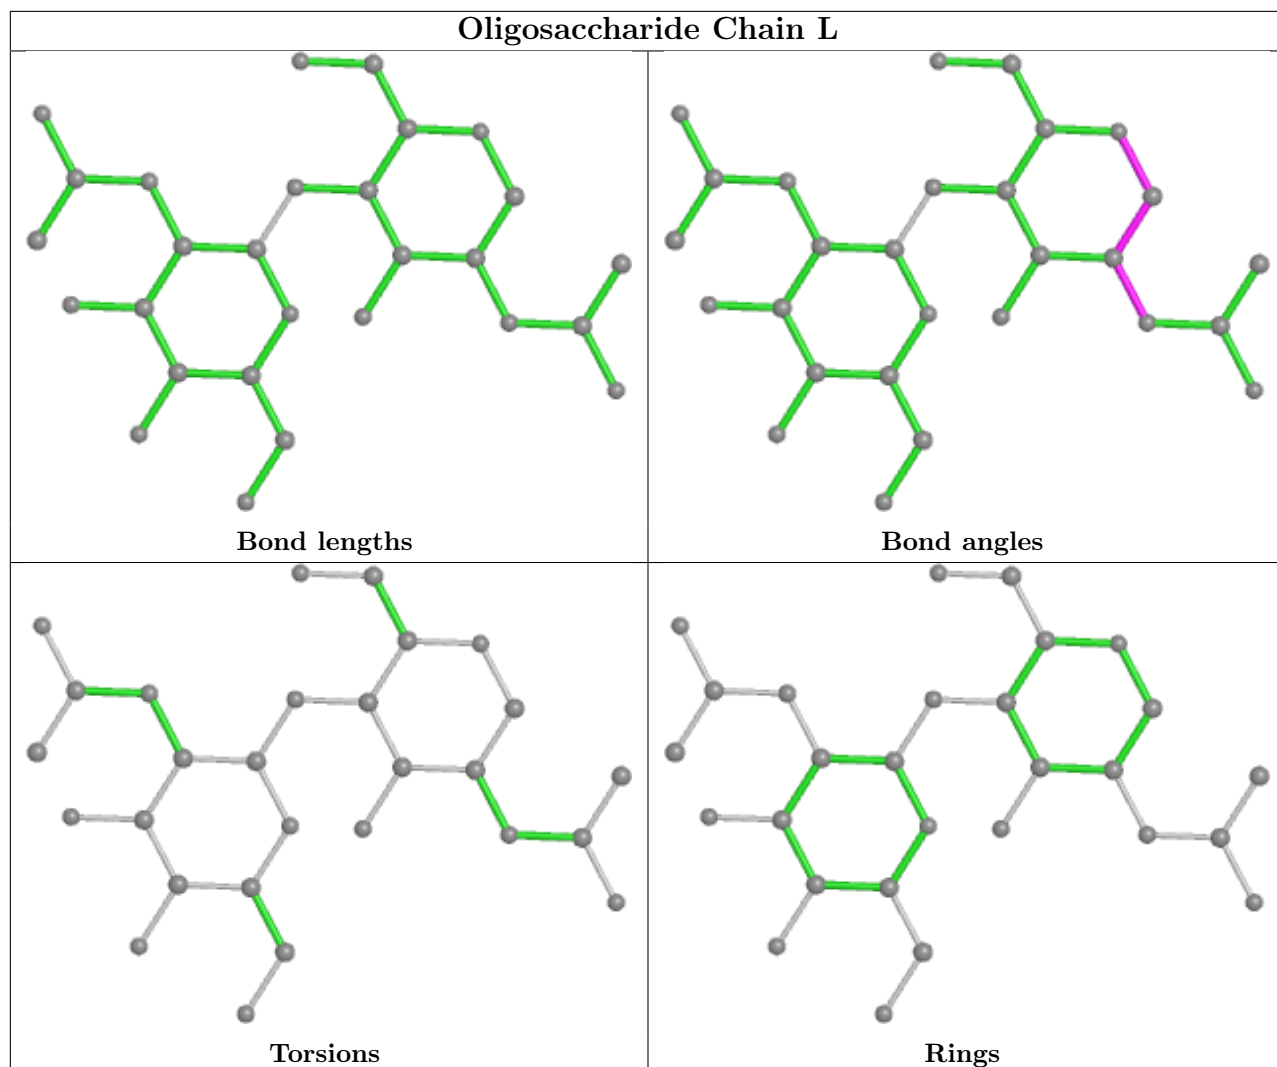 Oligosaccharide Chain L
Bond lengths
Bond angles
Torsions
Rings